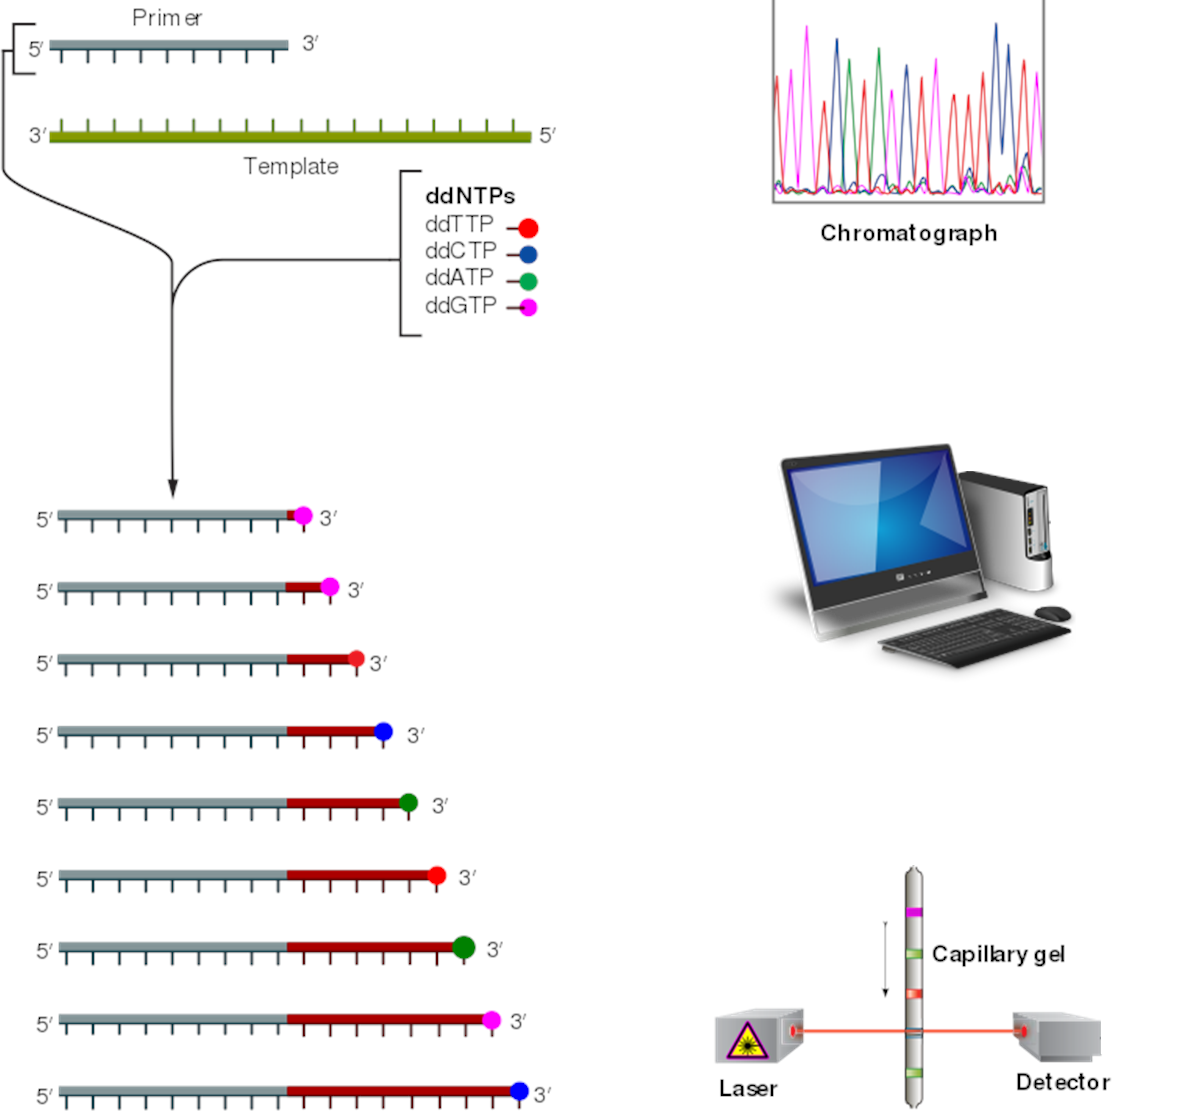 Primer
5′ 3′
3′ 5′
Template
ddNTPs
ddTTP
ddCTP
ddATP
ddGTP
5′ 3′
5′ 3′
5′ 3′
5′ 3′
5′ 3′
5′ 3′
5′ 3′
5′ 3′
5′ 3′
Chromatograph
Capillary gel
Laser
Detector